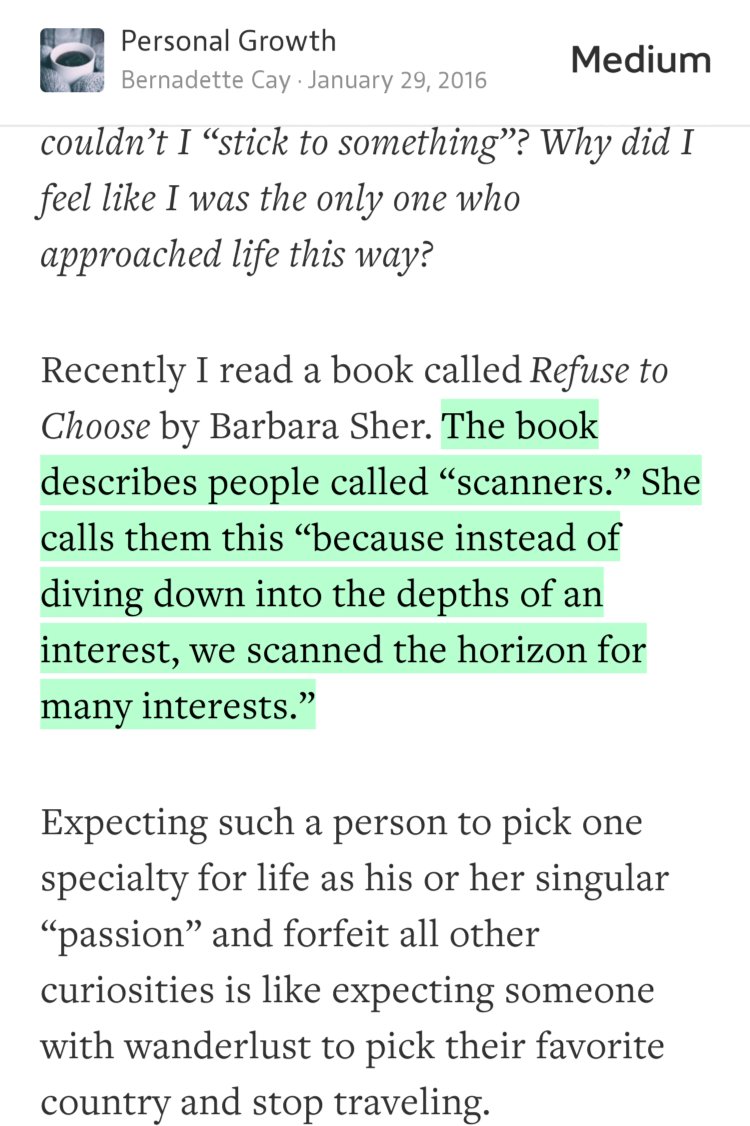 Personal Growth
Bernadette Cay · January 29, 2016
Medium
couldn’t I “stick to something”? Why did I
feel like I was the only one who
approached life this way?
Recently I read a book called Refuse to
Choose by Barbara Sher. The book
describes people called “scanners.” She
calls them this “because instead of
diving down into the depths of an
interest, we scanned the horizon for
many interests.”
Expecting such a person to pick one
specialty for life as his or her singular
“passion” and forfeit all other
curiosities is like expecting someone
with wanderlust to pick their favorite
country and stop traveling.